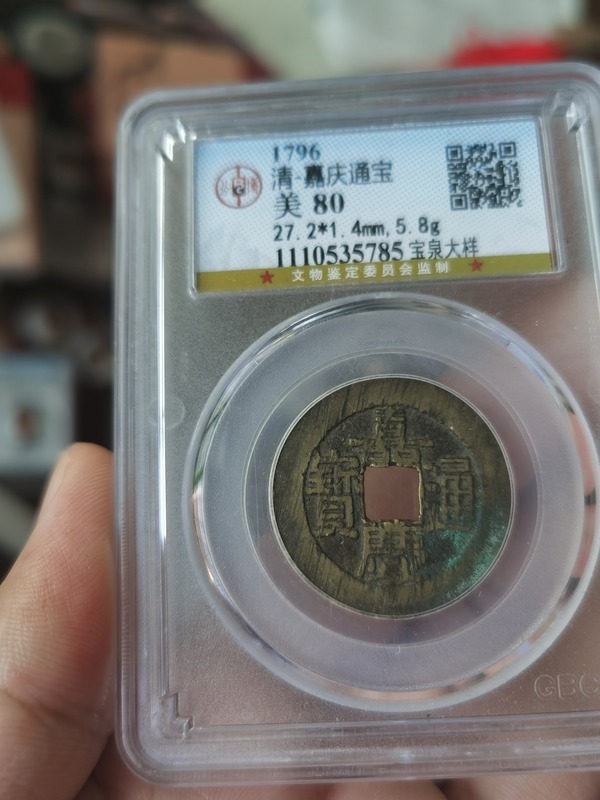 1796
清·嘉庆通宝
美 80
27.2*1.4mm,5.8g
1110535785 宝泉大样
★ 文物鉴定委员会监制 ★
嘉
寶 通
慶
GBC